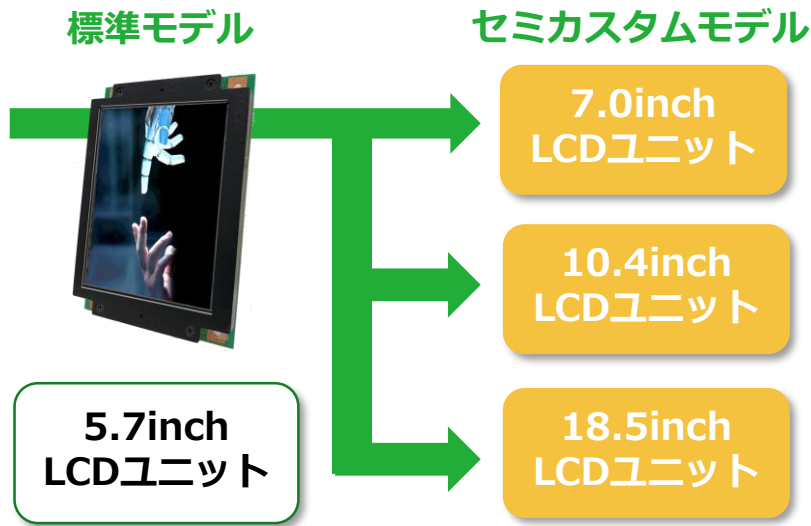 標準モデル
セミカスタムモデル
7.0inch
LCDユニット
10.4inch
LCDユニット
5.7inch
LCDユニット
18.5inch
LCDユニット